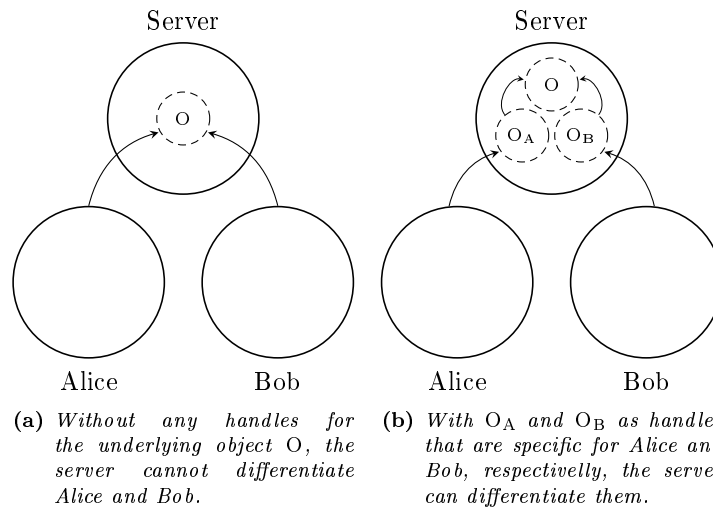 Server
O
Alice
Bob
(a) Without any handles for
the underlying object O, the
server cannot differentiate
Alice and Bob.
Server
O
O_A
O_B
Alice
Bob
(b) With O_A and O_B as handle
that are specific for Alice an
Bob, respectivelly, the serve
can differentiate them.